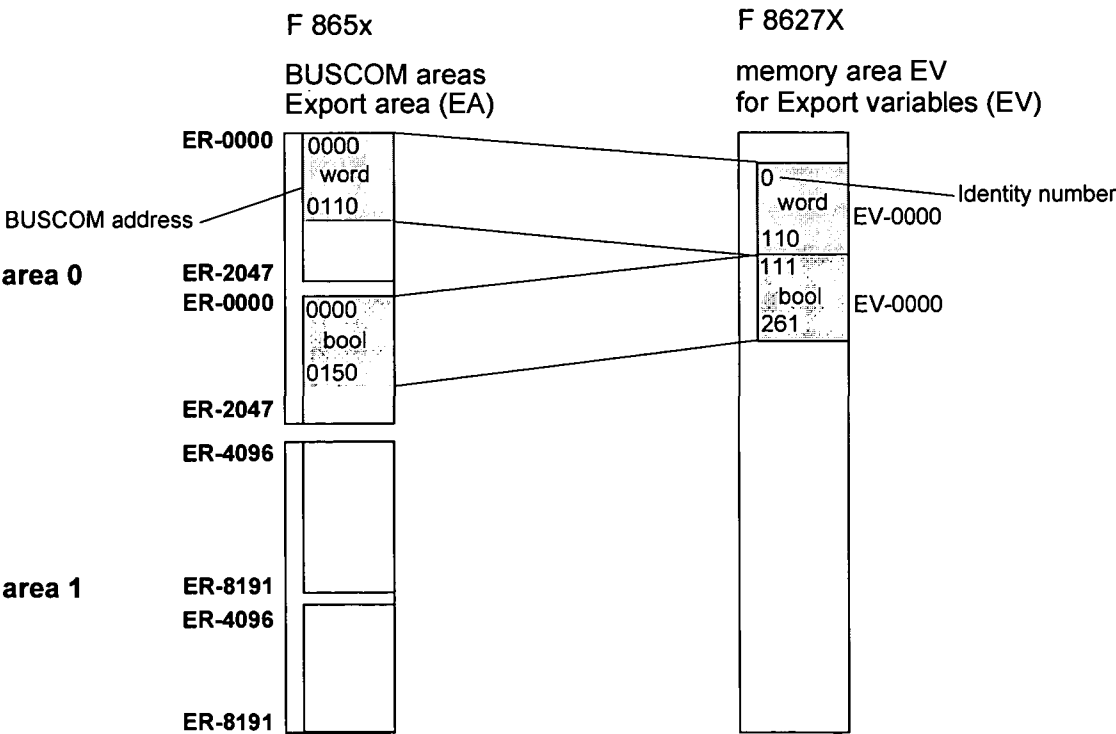 F 865x
F 8627X
BUSCOM areas
Export area (EA)
memory area EV
for Export variables (EV)
ER-0000
0000
word
0110
BUSCOM address
0
Identity number
word
EV-0000
110
area 0
ER-2047
ER-0000
0000
bool
0150
ER-2047
111
bool
EV-0000
261
ER-4096
area 1
ER-8191
ER-4096
ER-8191